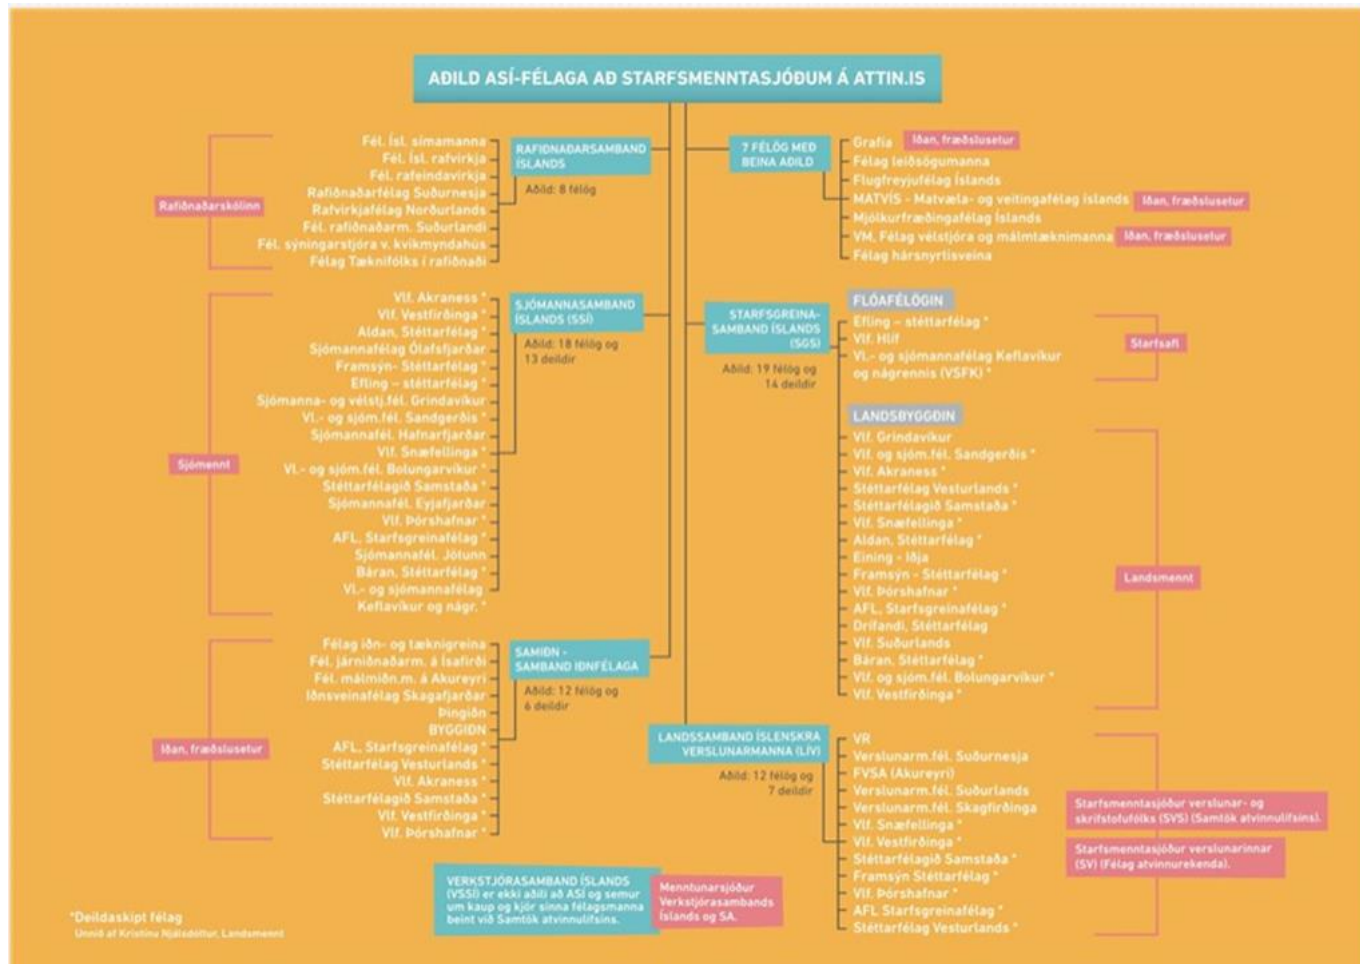 AÐILD ASÍ-FÉLAGA AÐ STARFSMENNTASJÓÐUM Á ATTIN.IS
Rafiðnaðarskólinn
Fél. Ísl. símamanna
Fél. Ísl. rafvirkja
Fél. rafeindavirkja
Rafiðnaðarfélag Suðurnesja
Rafvirkjafélag Norðurlands
Fél. rafiðnaðarm. Suðurlandi
Fél. sýningarstjóra v. kvikmyndahús
Félag Tæknifólks í rafiðnaði
RAFIÐNAÐARSAMBAND
ÍSLANDS
Aðild: 8 félög
7 FÉLÖG MEÐ
BEINA AÐILD
Grafía
Iðan, fræðslusetur
Félag leiðsögumanna
Flugfreyjufélag Íslands
MATVÍS - Matvæla- og veitingafélag íslands
Iðan, fræðslusetur
Mjólkurfræðingafélag Íslands
VM, Félag vélstjóra og málmtæknimanna
Iðan, fræðslusetur
Félag hársnyrtisveina
Sjómennt
Vlf. Akraness *
Vlf. Vestfirðinga *
Aldan, Stéttarfélag *
Sjómannafélag Ólafsfjarðar
Framsýn- Stéttarfélag *
Efling – stéttarfélag *
Sjómanna- og vélstj.fél. Grindavíkur
Vl.- og sjóm.fél. Sandgerðis *
Sjómannafél. Hafnarfjarðar
Vlf. Snæfellinga *
Vl.- og sjóm.fél. Bolungarvíkur *
Stéttarfélagið Samstaða *
Sjómannafél. Eyjafjarðar
Vlf. Þórshafnar *
AFL, Starfsgreinafélag *
Sjómannafél. Jötunn
Báran, Stéttarfélag *
Vl.- og sjómannafélag
Keflavíkur og nágr. *
SJÓMANNASAMBAND
ÍSLANDS (SSÍ)
Aðild: 18 félög og
13 deildir
STARFSGREINA-
SAMBAND ÍSLANDS
(SGS)
Aðild: 19 félög og
14 deildir
FLÓAFÉLÖGIN
Efling – stéttarfélag *
Vlf. Hlíf
Vl.- og sjómannafélag Keflavíkur
og nágrennis (VSFK) *
Starfsafl
LANDSBYGGÐIN
Vlf. Grindavíkur
Vlf. og sjóm.fél. Sandgerðis *
Vlf. Akraness *
Stéttarfélag Vesturlands *
Stéttarfélagið Samstaða *
Vlf. Snæfellinga *
Aldan, Stéttarfélag *
Eining - Iðja
Framsýn - Stéttarfélag *
Vlf. Þórshafnar *
AFL, Starfsgreinafélag *
Drífandi, Stéttarfélag
Vlf. Suðurlands
Báran, Stéttarfélag *
Vlf. og sjóm.fél. Bolungarvíkur *
Vlf. Vestfirðinga *
Landsmennt
Iðan, fræðslusetur
Félag iðn- og tæknigreina
Fél. járniðnaðarm. á Ísafirði
Fél. málmiðn.m. á Akureyri
Iðnsveinafélag Skagafjarðar
Þingiðn
BYGGIÐN
AFL, Starfsgreinafélag *
Stéttarfélag Vesturlands *
Vlf. Akraness *
Stéttarfélagið Samstaða *
Vlf. Vestfirðinga *
Vlf. Þórshafnar *
SAMIÐN -
SAMBAND IÐNFÉLAGA
Aðild: 12 félög og
6 deildir
LANDSSAMBAND ÍSLENSKRA
VERSLUNARMANNA (LÍV)
Aðild: 12 félög og
7 deildir
VR
Verslunarm.fél. Suðurnesja
FVSA (Akureyri)
Verslunarm.fél. Suðurlands
Verslunarm.fél. Skagfirðinga
Vlf. Snæfellinga *
Vlf. Vestfirðinga *
Stéttarfélagið Samstaða *
Framsýn Stéttarfélag *
Vlf. Þórshafnar *
AFL Starfsgreinafélag *
Stéttarfélag Vesturlands *
Starfsmenntasjóður verslunar- og
skrifstofufólks (SVS) (Samtök atvinnulífsins).
Starfsmenntasjóður verslunarinnar
(SV) (Félag atvinnurekenda).
VERKSTJÓRASAMBAND ÍSLANDS
(VSSÍ) er ekki aðili að ASÍ og semur
um kaup og kjör sinna félagsmanna
beint við Samtök atvinnulífsins.
Menntunarsjóður
Verkstjórasambands
Íslands og SA.
*Deildaskipt félag
Unnið af Kristínu Njálsdóttur, Landsmennt